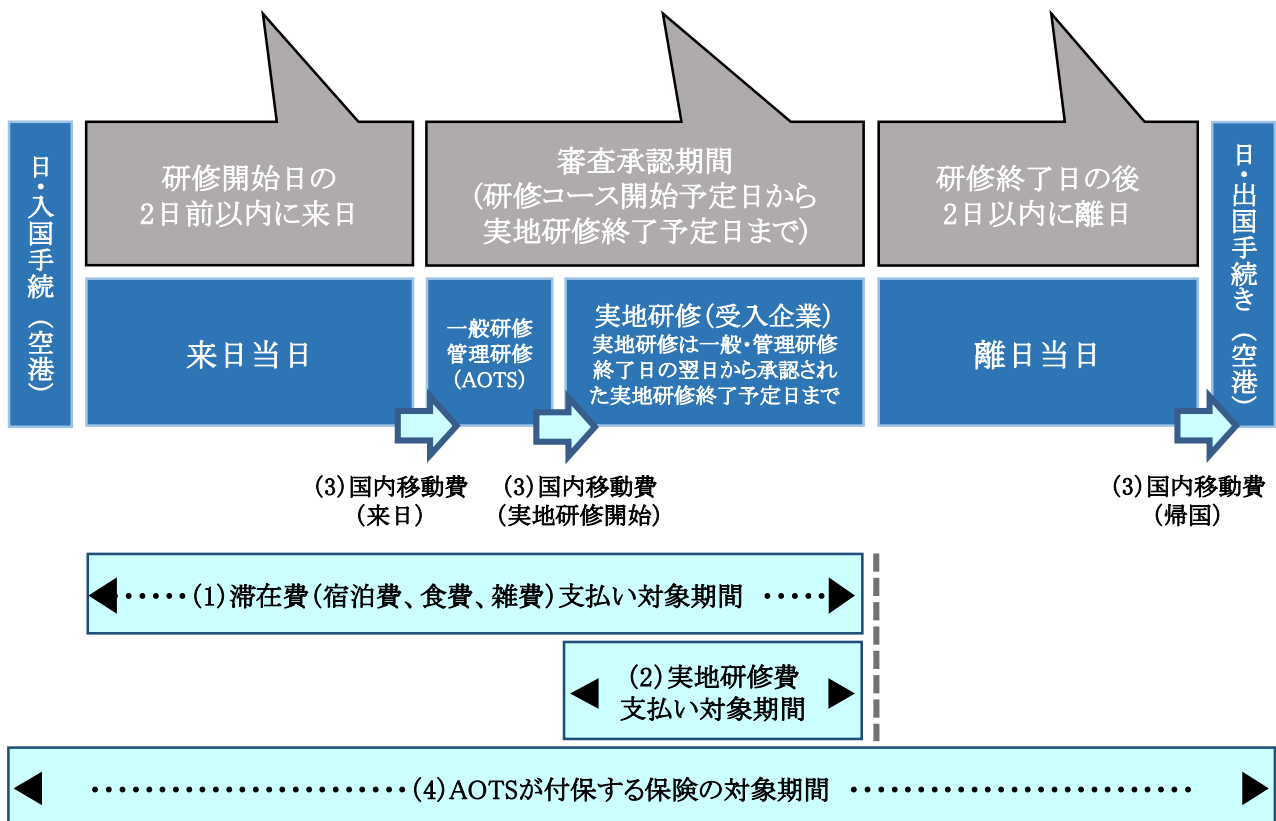 日・入国手続（空港）
研修開始日の
2日前以内に来日
審査承認期間
(研修コース開始予定日から
実地研修終了予定日まで)
研修終了日の後
2日以内に離日
日・出国手続き（空港）
来日当日
一般研修
管理研修
(AOTS)
実地研修(受入企業)
実地研修は一般・管理研修
終了日の翌日から承認され
た実地研修終了予定日まで
離日当日
(3)国内移動費
(来日)
(3)国内移動費
(実地研修開始)
(3)国内移動費
(帰国)
(1)滞在費(宿泊費、食費、雑費)支払い対象期間
(2)実地研修費
支払い対象期間
(4)AOTSが付保する保険の対象期間